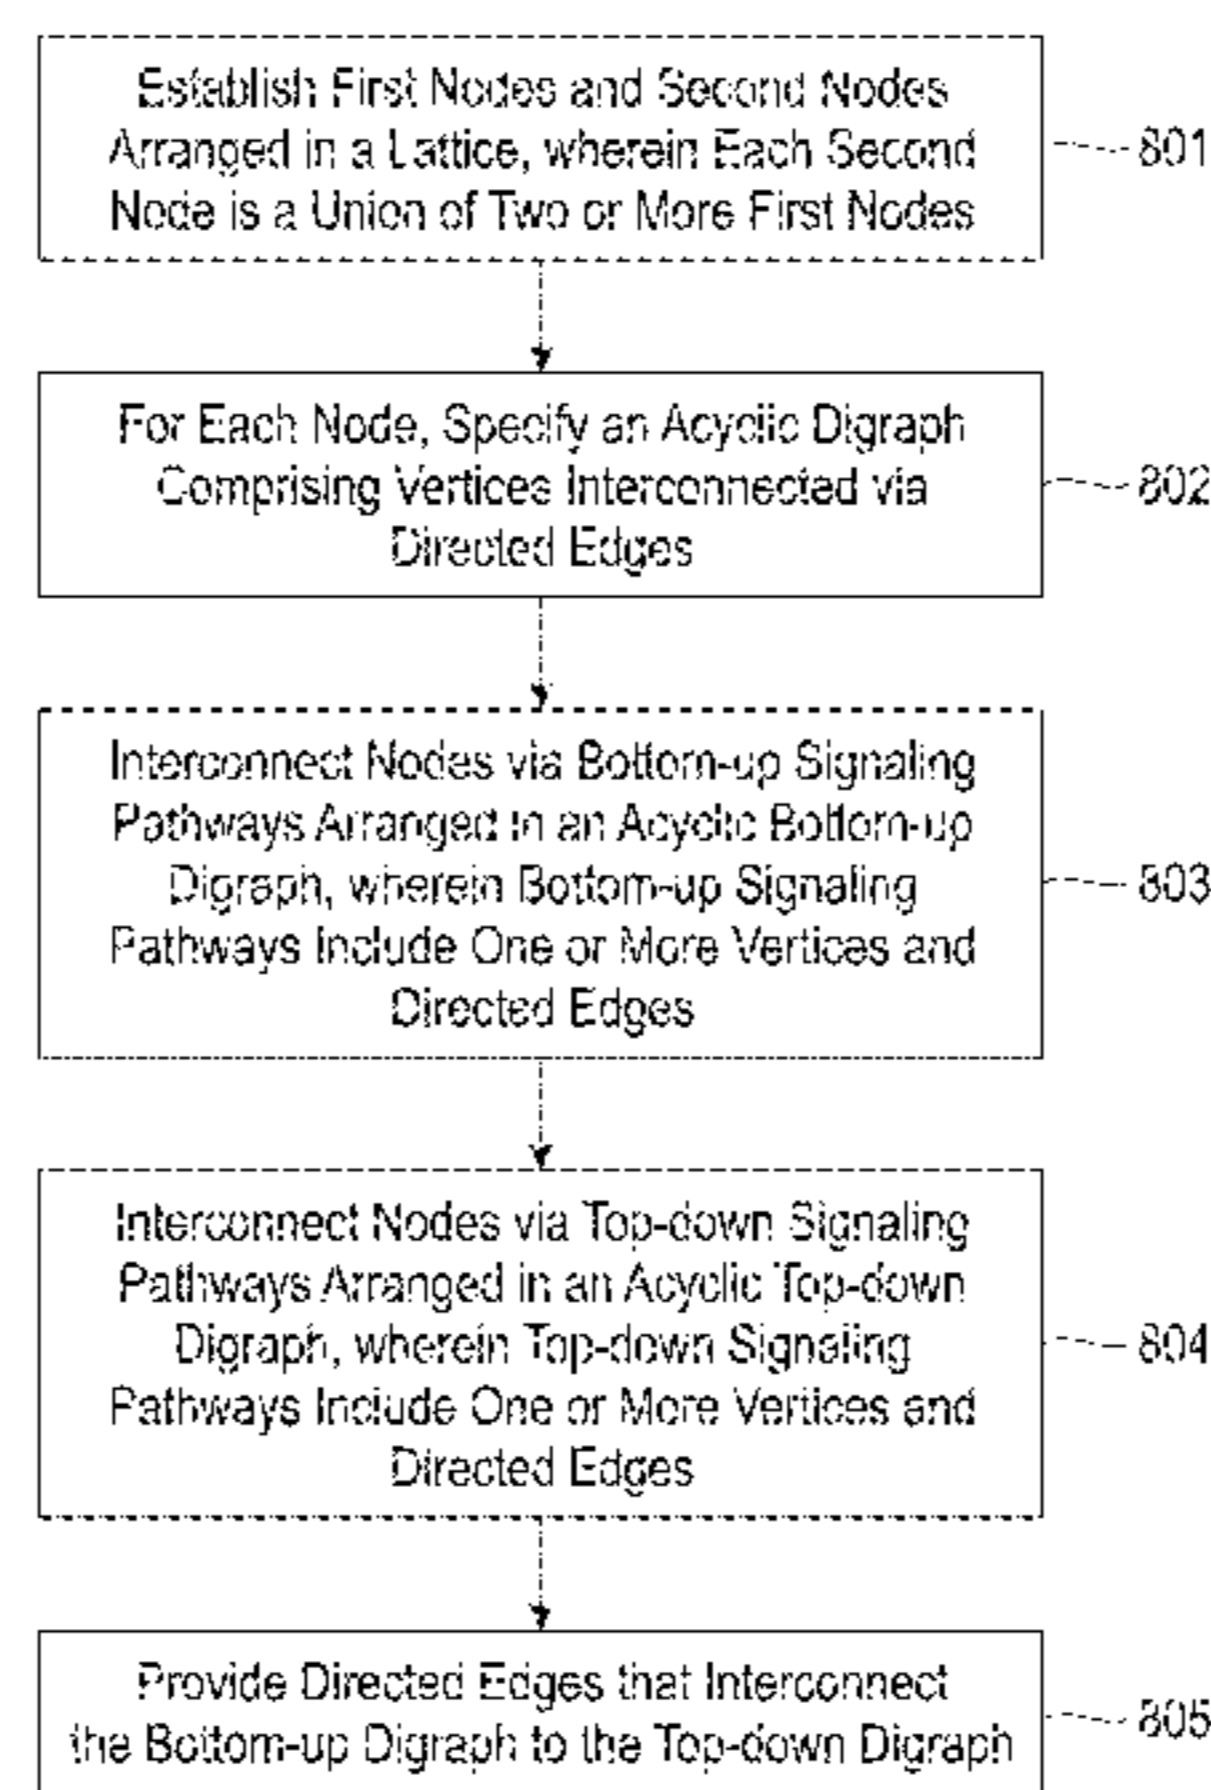 Establish First Nodes and Second Nodes
Arranged in a Lattice, wherein Each Second
Node is a Union of Two or More First Nodes
801
For Each Node, Specify an Acyclic Digraph
Comprising Vertices Interconnected via
Directed Edges
802
Interconnect Nodes via Bottom-up Signaling
Pathways Arranged in an Acyclic Bottom-up
Digraph, wherein Bottom-up Signaling
Pathways Include One or More Vertices and
Directed Edges
803
Interconnect Nodes via Top-down Signaling
Pathways Arranged in an Acyclic Top-down
Digraph, wherein Top-down Signaling
Pathways Include One or More Vertices and
Directed Edges
804
Provide Directed Edges that Interconnect
the Bottom-up Digraph to the Top-down Digraph
805